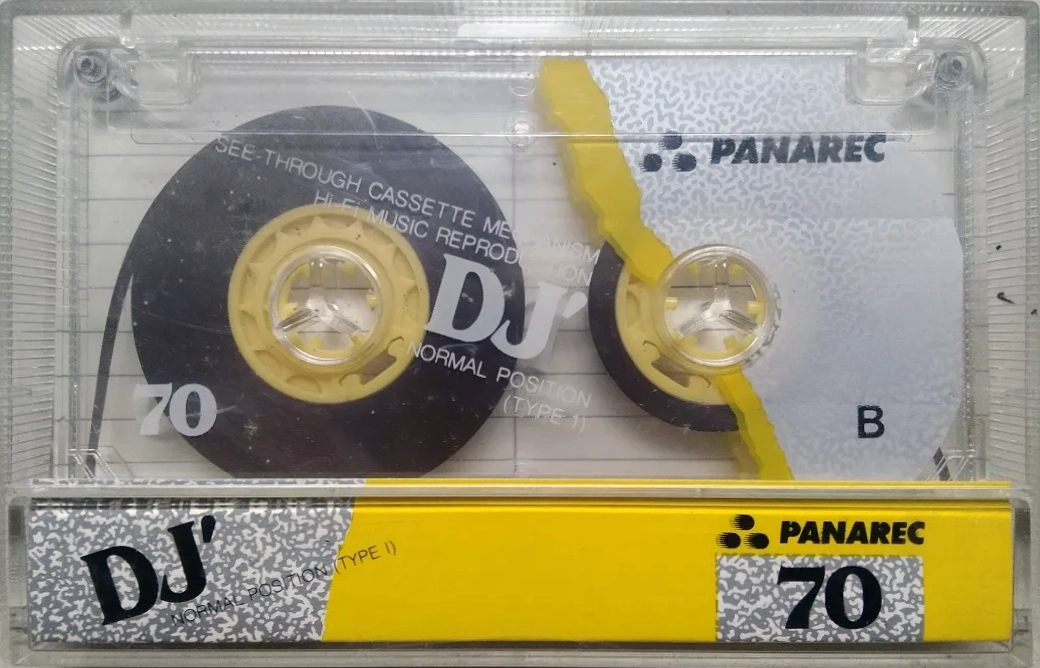 SEE-THROUGH CASSETTE MECHANISM
Hi-Fi MUSIC REPRODUCTION
DJ'
NORMAL POSITION
(TYPE I)
70
PANAREC
B
DJ'
NORMAL POSITION (TYPE I)
PANAREC
70